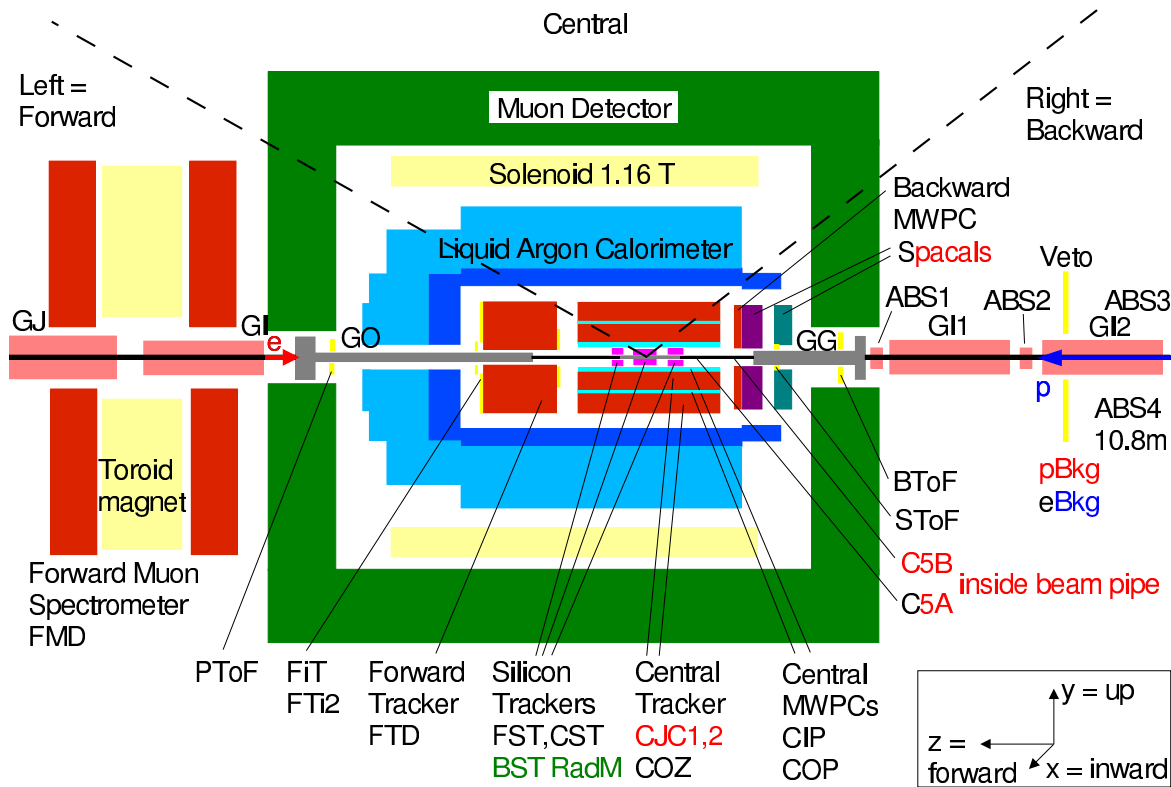 Central
Left =
Forward
Muon Detector
Right =
Backward
Solenoid 1.16 T
Backward
MWPC
Spacals
Liquid Argon Calorimeter
Veto
ABS1
ABS2
ABS3
GJ
GI
e
GO
GG
GI1
GI2
p
ABS4
10.8m
Toroid
magnet
pBkg
eBkg
BToF
SToF
C5B
inside beam pipe
C5A
Forward Muon
Spectrometer
FMD
PToF
FiT
FTi2
Forward
Tracker
FTD
Silicon
Trackers
FST,CST
BST RadM
Central
Tracker
CJC1,2
COZ
Central
MWPCs
CIP
COP
y = up
z =
forward
x = inward